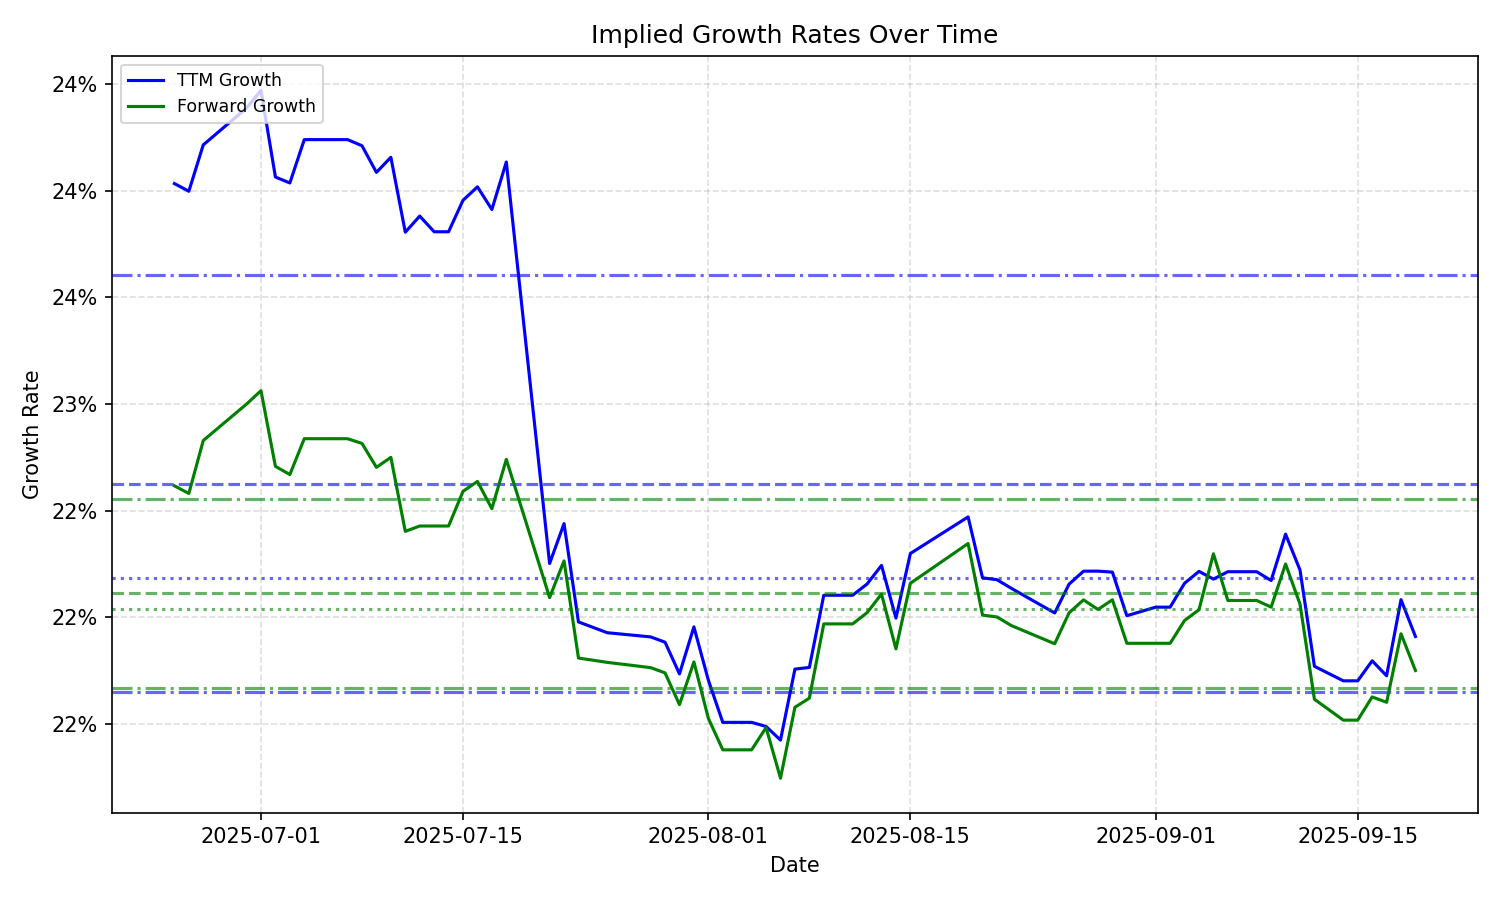 Implied Growth Rates Over Time
TTM Growth
Forward Growth
24%
24%
24%
23%
22%
22%
22%
Growth Rate
2025-07-01
2025-07-15
2025-08-01
2025-08-15
2025-09-01
2025-09-15
Date